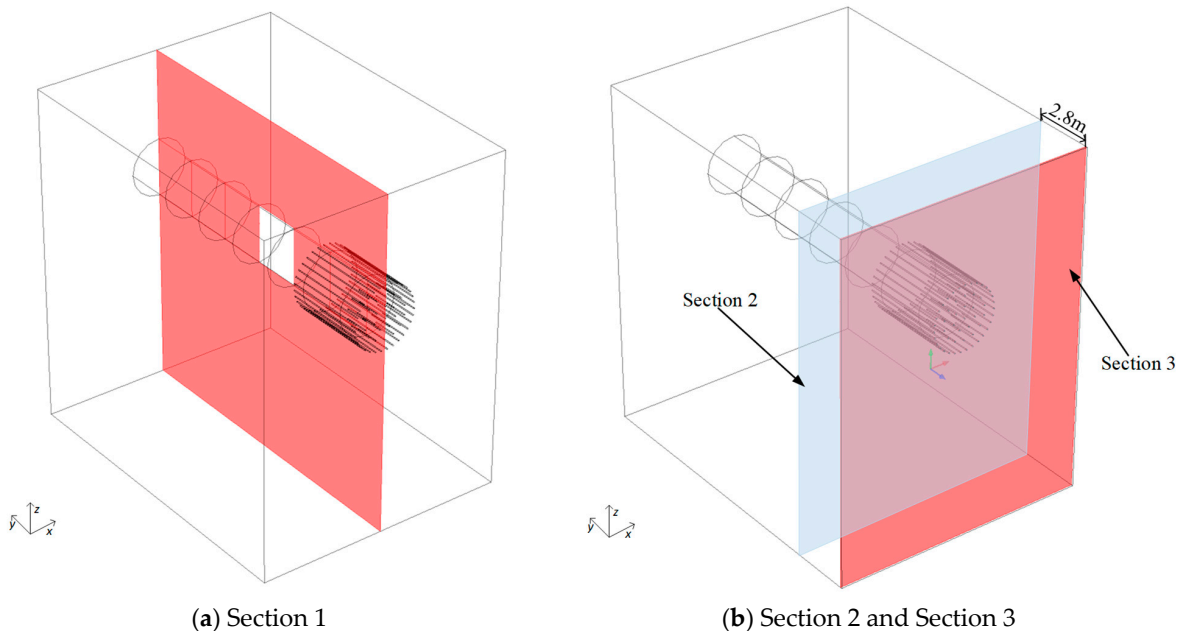 2.8m
Section 2
Section 3
z
y
x
z
y
x
(a) Section 1
(b) Section 2 and Section 3